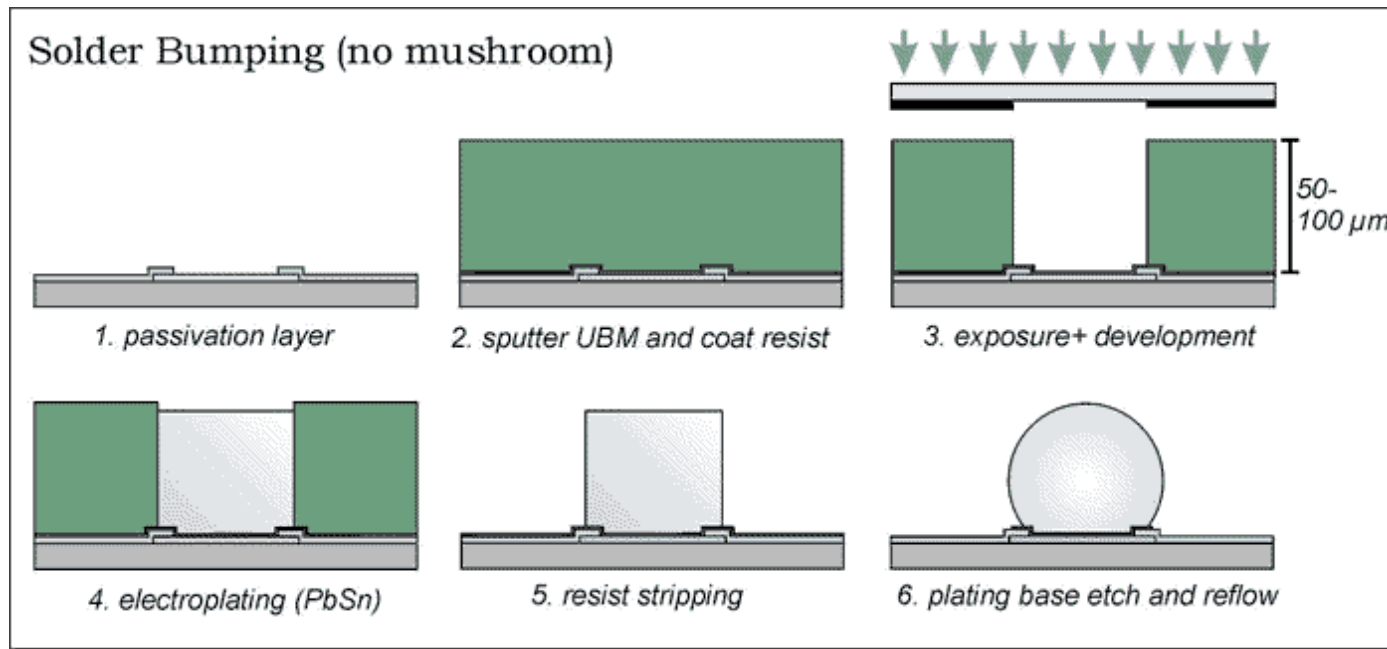 Solder Bumping (no mushroom)
50-
100 µm
1. passivation layer
2. sputter UBM and coat resist
3. exposure+ development
4. electroplating (PbSn)
5. resist stripping
6. plating base etch and reflow